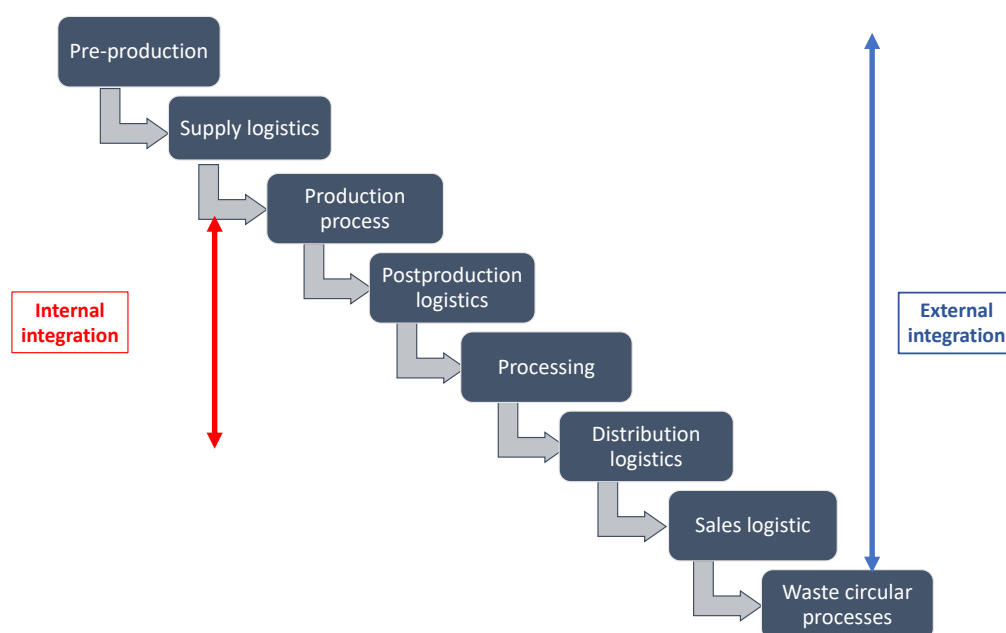 Pre-production
Supply logistics
Production
process
Postproduction
logistics
Internal
integration
External
integration
Processing
Distribution
logistics
Sales logistic
Waste circular
processes